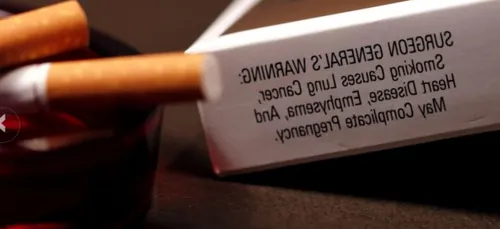 SURGEON GENERAL'S WARNING:
Smoking Causes Lung Cancer,
Heart Disease, Emphysema, And
May Complicate Pregnancy.